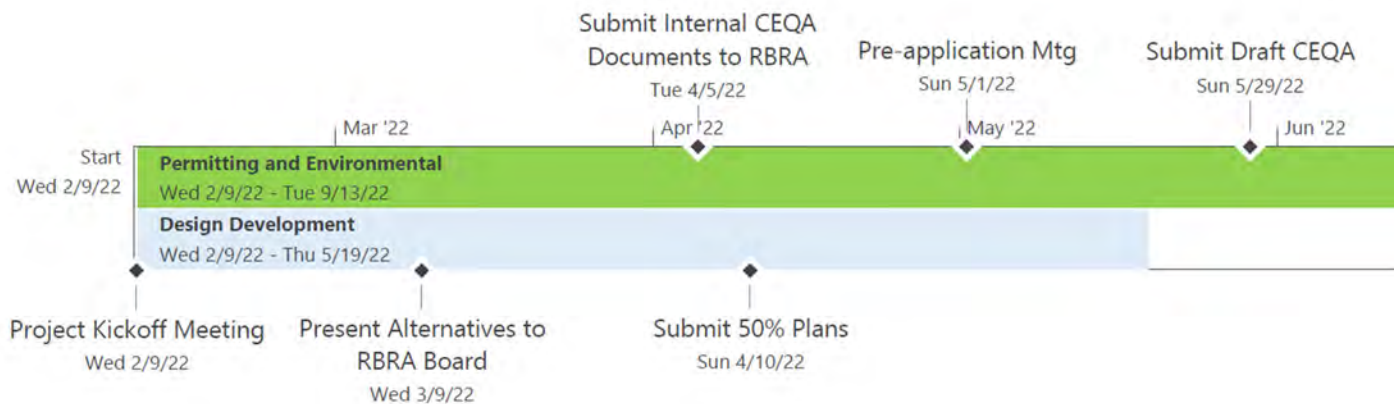 Submit Internal CEQA
Documents to RBRA
Tue 4/5/22
Pre-application Mtg
Sun 5/1/22
Submit Draft CEQA
Sun 5/29/22
Mar '22
Apr '22
May '22
Jun '22
Start
Wed 2/9/22
Permitting and Environmental
Wed 2/9/22 - Tue 9/13/22
Design Development
Wed 2/9/22 - Thu 5/19/22
Project Kickoff Meeting
Wed 2/9/22
Present Alternatives to
RBRA Board
Wed 3/9/22
Submit 50% Plans
Sun 4/10/22